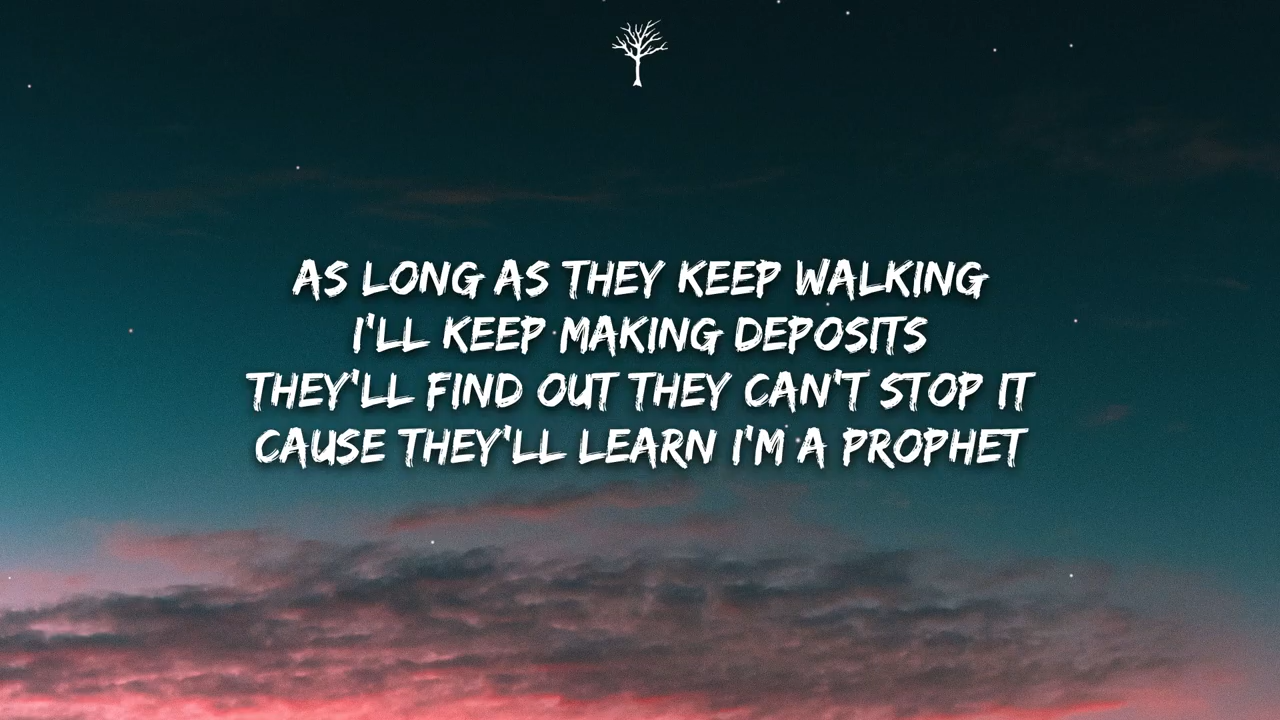 AS LONG AS THEY KEEP WALKING
I'LL KEEP MAKING DEPOSITS
THEY'LL FIND OUT THEY CAN'T STOP IT
CAUSE THEY'LL LEARN I'M A PROPHET